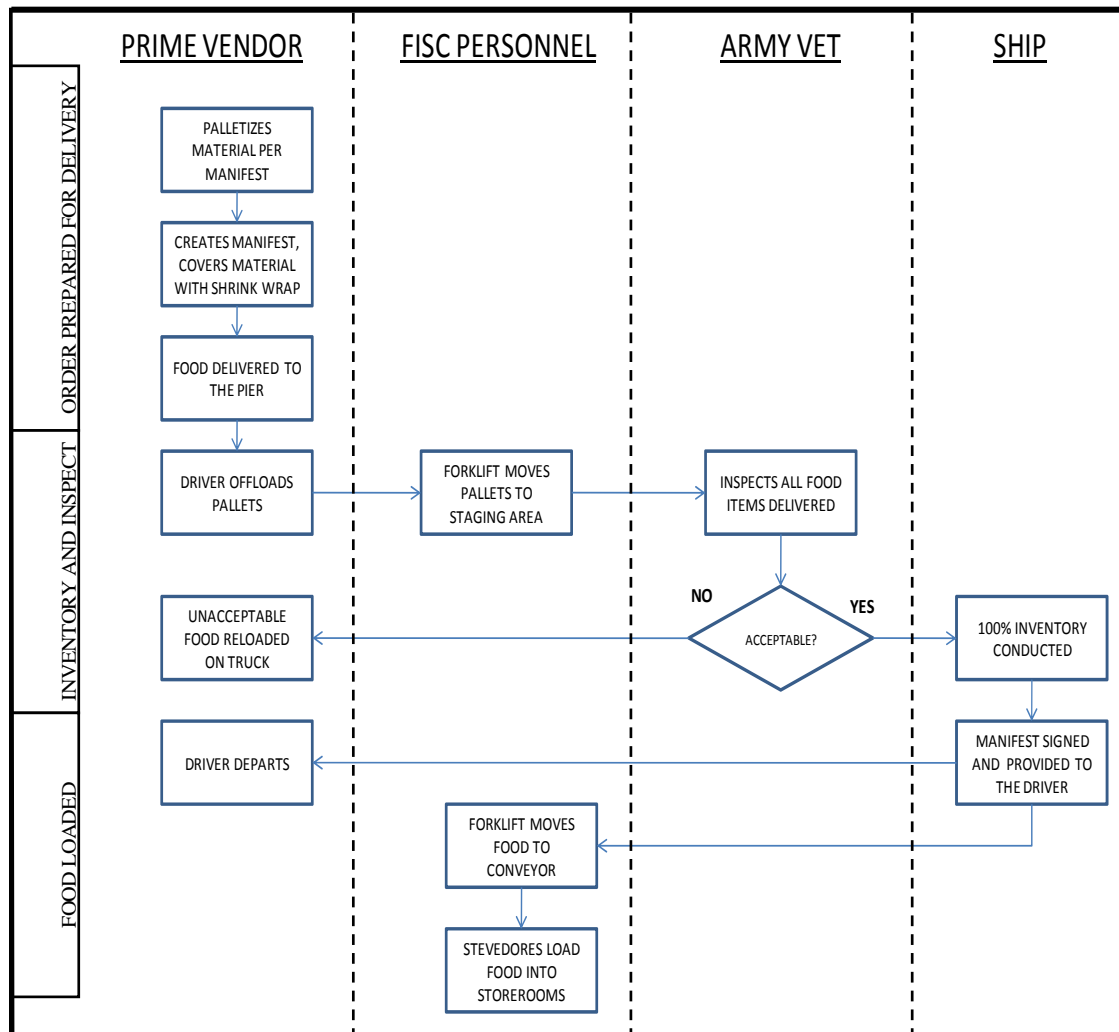 PRIME VENDOR
FISC PERSONNEL
ARMY VET
SHIP
ORDER PREPARED FOR DELIVERY
PALLETIZES
MATERIAL PER
MANIFEST
CREATES MANIFEST,
COVERS MATERIAL
WITH SHRINK WRAP
FOOD DELIVERED TO
THE PIER
INVENTORY AND INSPECT
DRIVER OFFLOADS
PALLETS
FORKLIFT MOVES
PALLETS TO
STAGING AREA
INSPECTS ALL FOOD
ITEMS DELIVERED
NO
YES
UNACCEPTABLE
FOOD RELOADED
ON TRUCK
ACCEPTABLE?
100% INVENTORY
CONDUCTED
FOOD LOADED
DRIVER DEPARTS
MANIFEST SIGNED
AND PROVIDED TO
THE DRIVER
FORKLIFT MOVES
FOOD TO
CONVEYOR
STEVEDORES LOAD
FOOD INTO
STOREROOMS